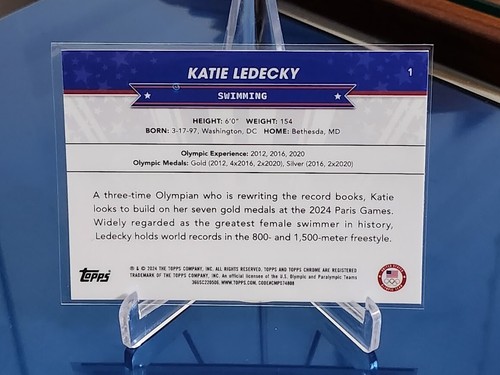 KATIE LEDECKY
1
SWIMMING
HEIGHT: 6'0" WEIGHT: 154
BORN: 3-17-97, Washington, DC HOME: Bethesda, MD
Olympic Experience: 2012, 2016, 2020
Olympic Medals: Gold (2012, 4x2016, 2x2020), Silver (2016, 2x2020)
A three-time Olympian who is rewriting the record books, Katie
looks to build on her seven gold medals at the 2024 Paris Games.
Widely regarded as the greatest female swimmer in history,
Ledecky holds world records in the 800- and 1,500-meter freestyle.
Topps
® & © 2024 THE TOPPS COMPANY, INC. ALL RIGHTS RESERVED. TOPPS AND TOPPS CHROME ARE REGISTERED
TRADEMARK OF THE TOPPS COMPANY, INC. An official licensee of the U.S. Olympic and Paralympic Teams
WWW.TOPPS.COM.